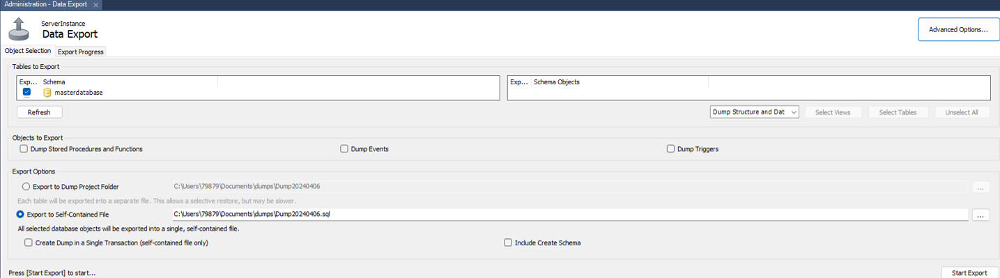 Administration - Data Export ×
ServerInstance
Data Export
Advanced Options...
Object Selection Export Progress
Tables to Export
Exp... Schema Exp... Schema Objects
masterdatabase
Refresh Dump Structure and Dat Select Views Select Tables Unselect All
Objects to Export
Dump Stored Procedures and Functions Dump Events Dump Triggers
Export Options
Export to Dump Project Folder C:\Users\79879\Documents\dumps\Dump20240406 ...
Each table will be exported into a separate file. This allows a selective restore, but may be slower.
Export to Self-Contained File C:\Users\79879\Documents\dumps\Dump20240406.sql ...
All selected database objects will be exported into a single, self-contained file.
Create Dump in a Single Transaction (self-contained file only) Include Create Schema
Press [Start Export] to start... Start Export